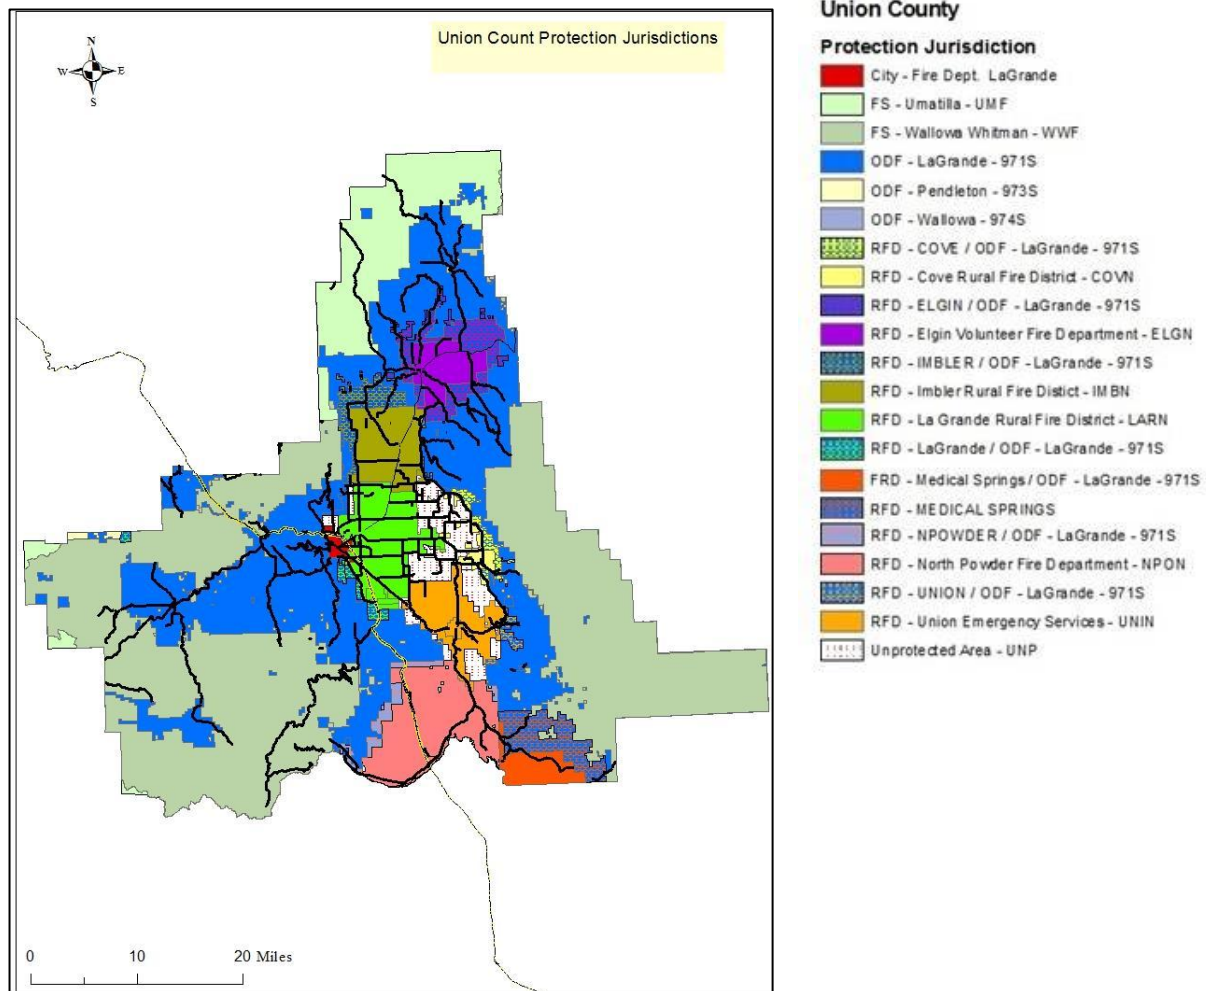 Union County
Union Count Protection Jurisdictions
N
W E
S
Protection Jurisdiction
City - Fire Dept. LaGrande
FS - Umatilla - UMF
FS - Wallowa Whitman - WWF
ODF - LaGrande - 971S
ODF - Pendleton - 973S
ODF - Wallowa - 974S
RFD - COVE / ODF - LaGrande - 971S
RFD - Cove Rural Fire District - COVN
RFD - ELGIN / ODF - LaGrande - 971S
RFD - Elgin Volunteer Fire Department - ELGN
RFD - IMBLER / ODF - LaGrande - 971S
RFD - Imbler Rural Fire Distict - IMBN
RFD - La Grande Rural Fire District - LARN
RFD - LaGrande / ODF - LaGrande - 971S
FRD - Medical Springs / ODF - LaGrande - 971S
RFD - MEDICAL SPRINGS
RFD - NPOWDER / ODF - LaGrande - 971S
RFD - North Powder Fire Department - NPON
RFD - UNION / ODF - LaGrande - 971S
RFD - Union Emergency Services - UNIN
Unprotected Area - UNP
0 10 20 Miles